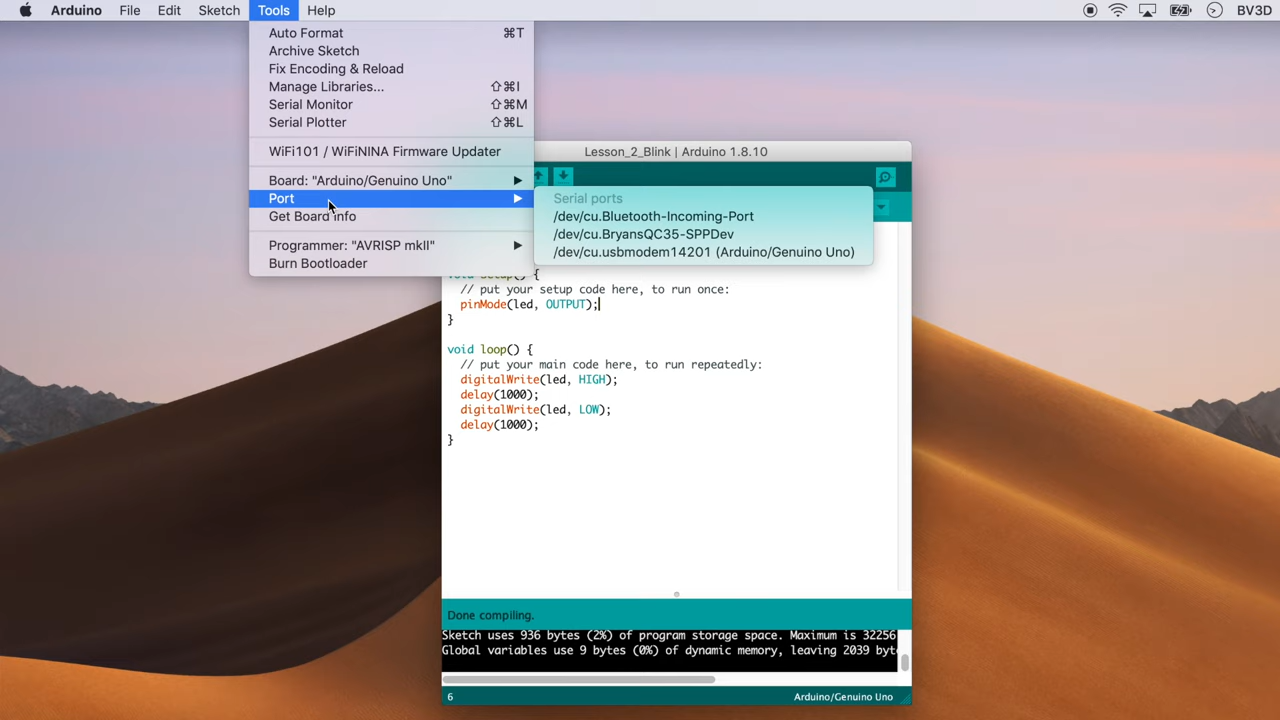 Arduino File Edit Sketch Tools Help BV3D
Auto Format ⌘T
Archive Sketch
Fix Encoding & Reload
Manage Libraries... ⇧⌘I
Serial Monitor ⇧⌘M
Serial Plotter ⇧⌘L
WiFi101 / WiFiNINA Firmware Updater
Board: "Arduino/Genuino Uno"
Port
Get Board Info
Programmer: "AVRISP mkII"
Burn Bootloader
Serial ports
/dev/cu.Bluetooth-Incoming-Port
/dev/cu.BryansQC35-SPPDev
/dev/cu.usbmodem14201 (Arduino/Genuino Uno)
Lesson_2_Blink | Arduino 1.8.10
void setup() {
// put your setup code here, to run once:
pinMode(led, OUTPUT);
}
void loop() {
// put your main code here, to run repeatedly:
digitalWrite(led, HIGH);
delay(1000);
digitalWrite(led, LOW);
delay(1000);
}
Done compiling.
Sketch uses 936 bytes (2%) of program storage space. Maximum is 32256
Global variables use 9 bytes (0%) of dynamic memory, leaving 2039 byt
6 Arduino/Genuino Uno